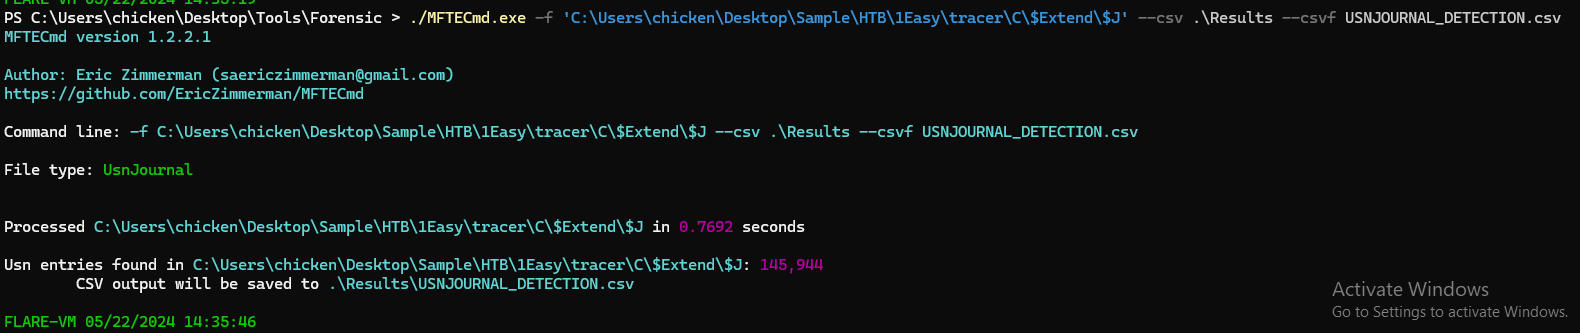 FLARE-VM 05/22/2024 14:35:19
PS C:\Users\chicken\Desktop\Tools\Forensic > ./MFTECmd.exe -f 'C:\Users\chicken\Desktop\Sample\HTB\1Easy\tracer\C\$Extend\$J' --csv .\Results --csvf USNJOURNAL_DETECTION.csv
MFTECmd version 1.2.2.1
Author: Eric Zimmerman (saericzimmerman@gmail.com)
https://github.com/EricZimmerman/MFTECmd
Command line: -f C:\Users\chicken\Desktop\Sample\HTB\1Easy\tracer\C\$Extend\$J --csv .\Results --csvf USNJOURNAL_DETECTION.csv
File type: UsnJournal
Processed C:\Users\chicken\Desktop\Sample\HTB\1Easy\tracer\C\$Extend\$J in 0.7692 seconds
Usn entries found in C:\Users\chicken\Desktop\Sample\HTB\1Easy\tracer\C\$Extend\$J: 145,944
CSV output will be saved to .\Results\USNJOURNAL_DETECTION.csv
Activate Windows
Go to Settings to activate Windows.
FLARE-VM 05/22/2024 14:35:46